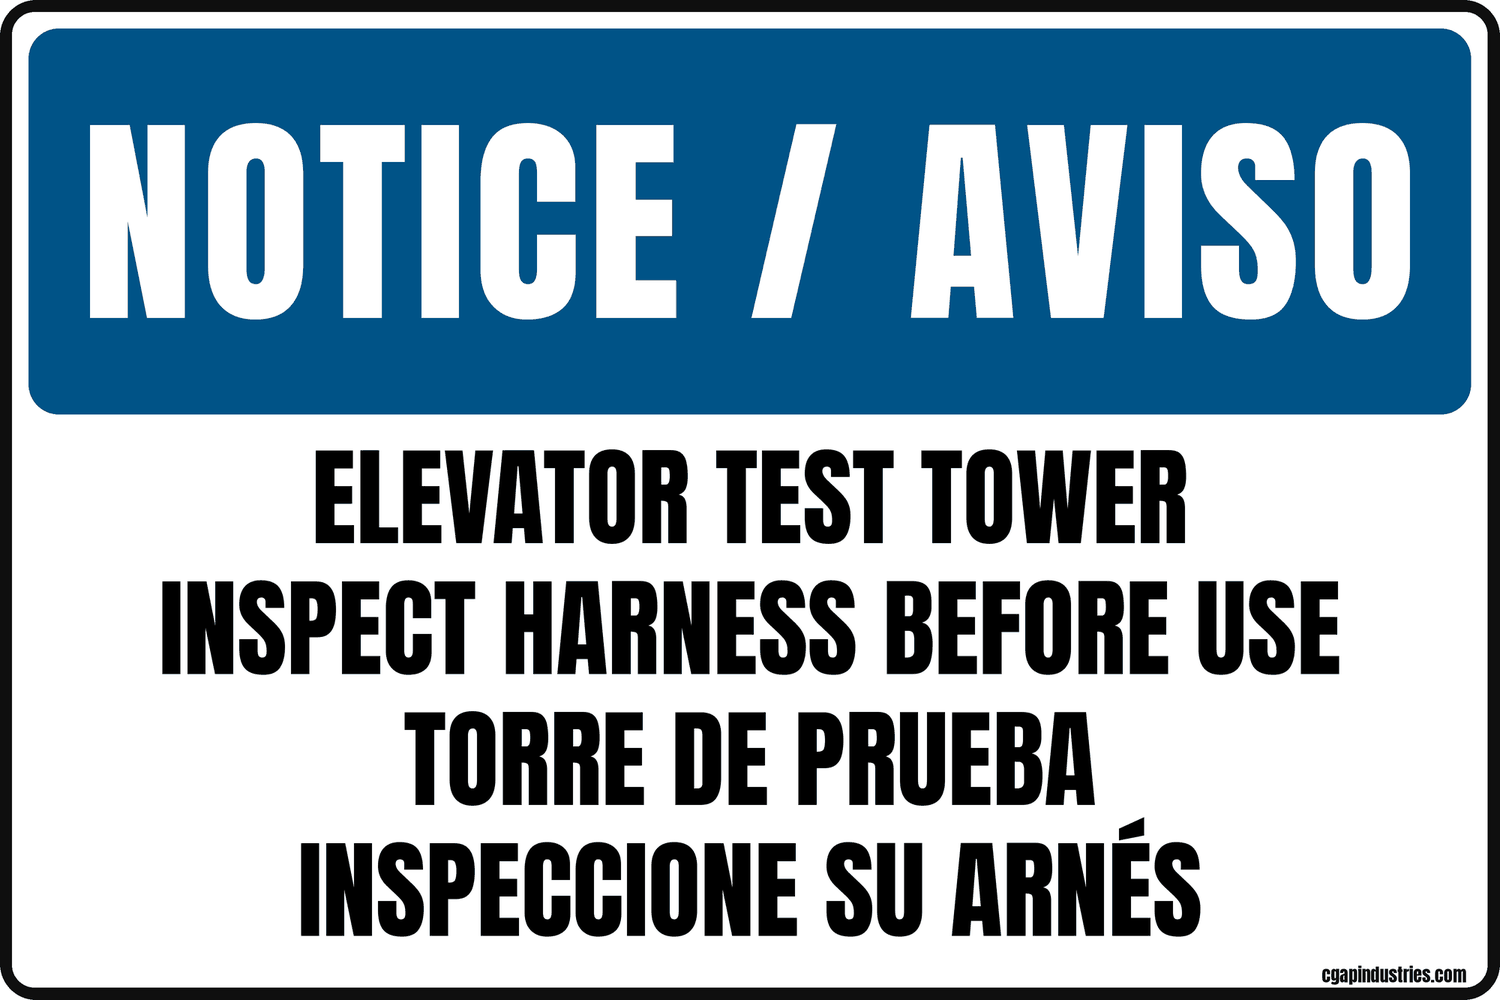 NOTICE / AVISO
ELEVATOR TEST TOWER
INSPECT HARNESS BEFORE USE
TORRE DE PRUEBA
INSPECCIONE SU ARNÉS
cgapindustries.com